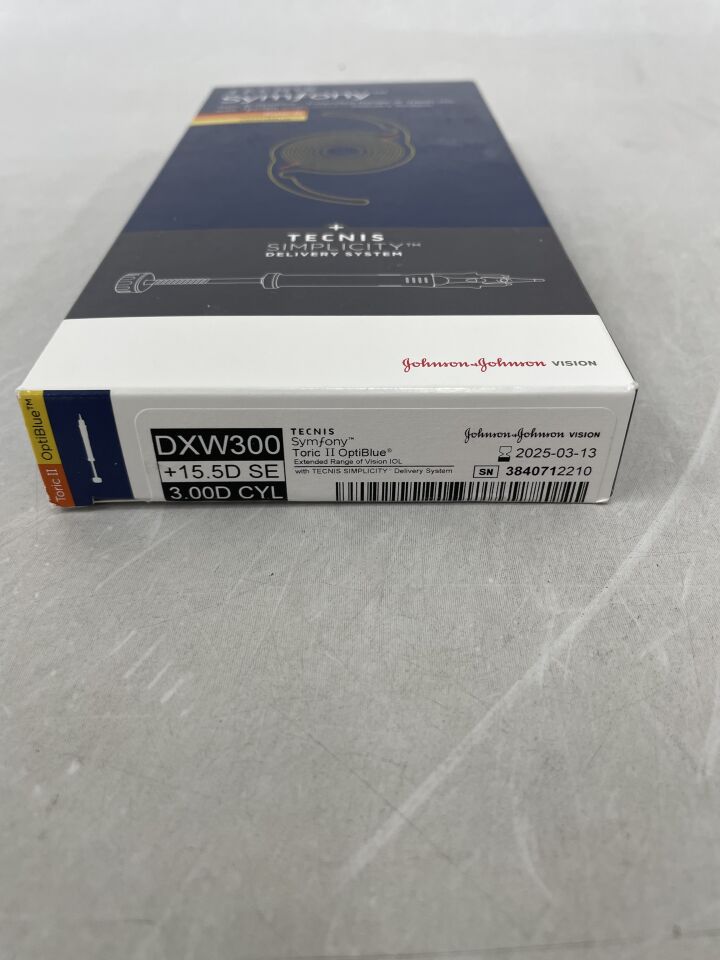 Symfony™
+
TECNIS
SIMPLICITY™
DELIVERY SYSTEM
Johnson & Johnson VISION
Toric II OptiBlue™
DXW300
+15.5D SE
3.00D CYL
TECNIS
Symfony™
Toric II OptiBlue®
Extended Range of Vision IOL
with TECNIS SIMPLICITY™ Delivery System
Johnson & Johnson VISION
2025-03-13
SN 3840712210